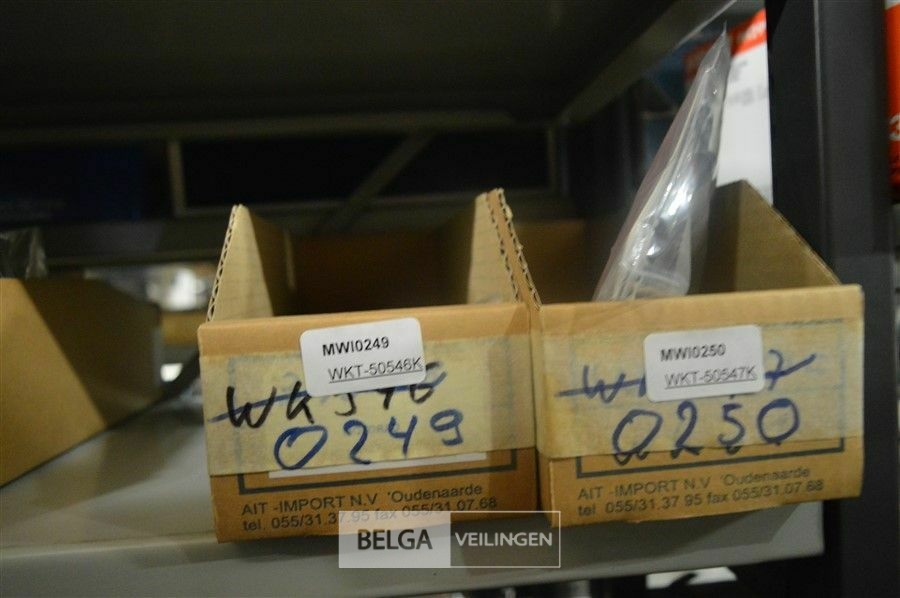 MWI0249
WKT-50546K
0249
AIT -IMPORT N.V 'Oudenaarde
tel. 055/31.37.95 fax 055/31.07.68
MWI0250
WKT-50547K
0250
AIT -IMPORT N.V 'Oudenaarde
tel. 055/31.37 95 fax 055/31.07.68
BELGA VEILINGEN